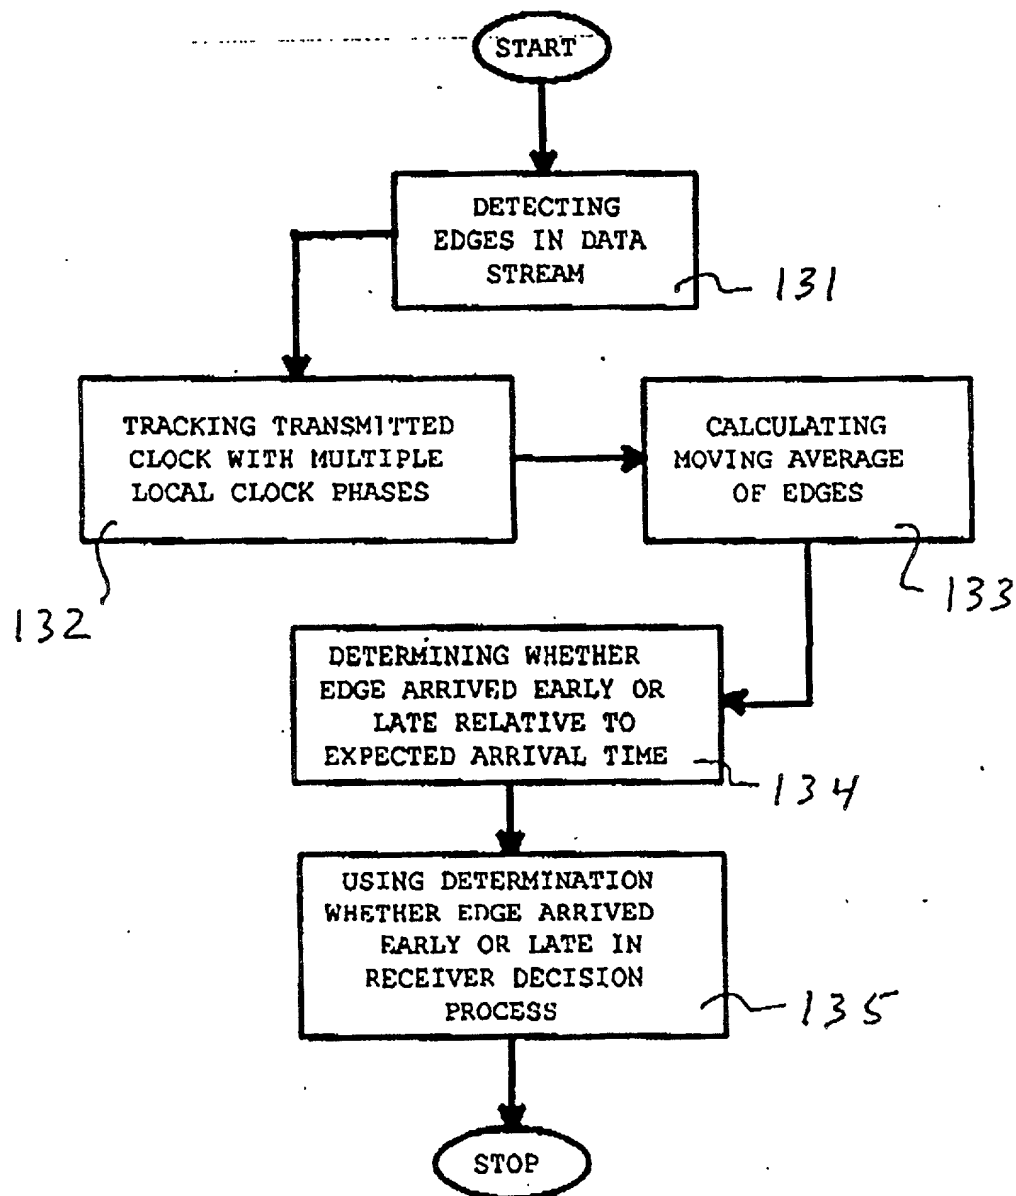 START
DETECTING
EDGES IN DATA
STREAM
131
TRACKING TRANSMITTED
CLOCK WITH MULTIPLE
LOCAL CLOCK PHASES
132
CALCULATING
MOVING AVERAGE
OF EDGES
133
DETERMINING WHETHER
EDGE ARRIVED EARLY OR
LATE RELATIVE TO
EXPECTED ARRIVAL TIME
134
USING DETERMINATION
WHETHER EDGE ARRIVED
EARLY OR LATE IN
RECEIVER DECISION
PROCESS
135
STOP